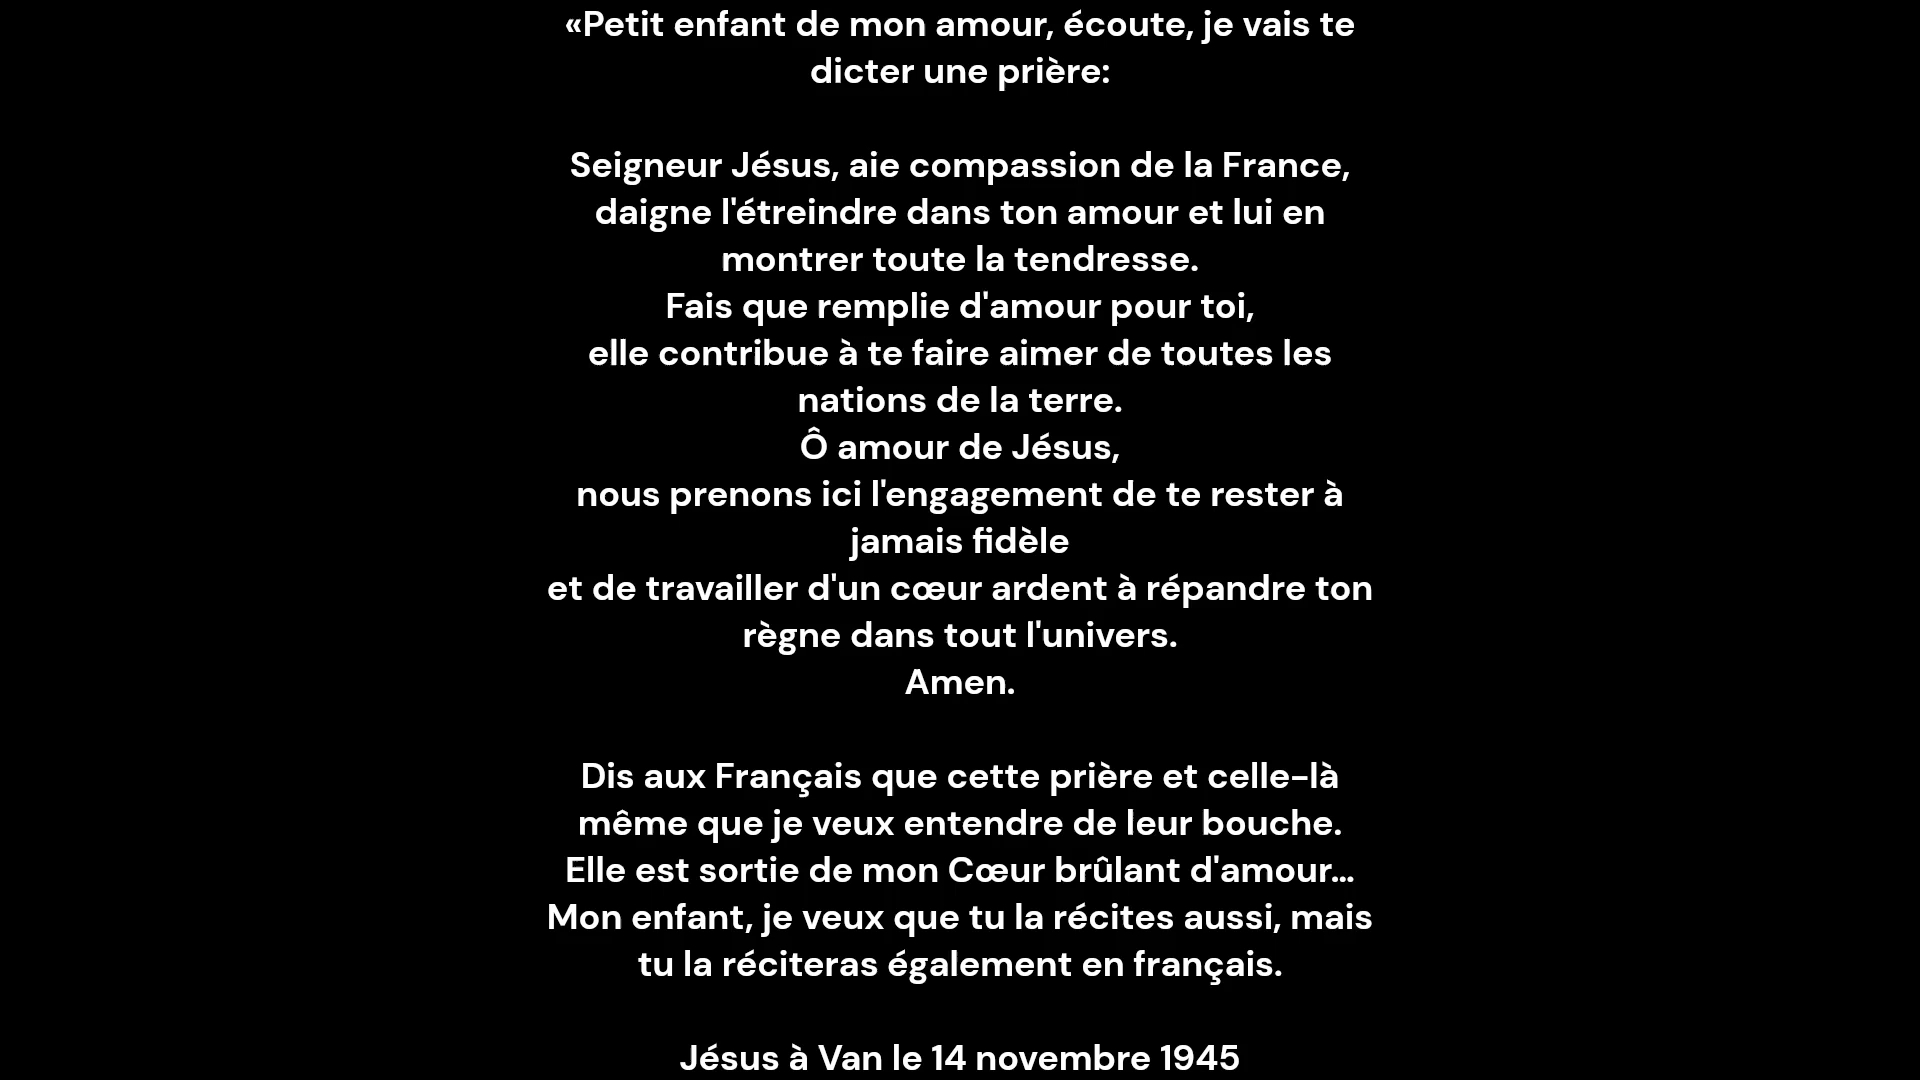 «Petit enfant de mon amour, écoute, je vais te
dicter une prière:
Seigneur Jésus, aie compassion de la France,
daigne l'étreindre dans ton amour et lui en
montrer toute la tendresse.
Fais que remplie d'amour pour toi,
elle contribue à te faire aimer de toutes les
nations de la terre.
Ô amour de Jésus,
nous prenons ici l'engagement de te rester à
jamais fidèle
et de travailler d'un cœur ardent à répandre ton
règne dans tout l'univers.
Amen.
Dis aux Français que cette prière et celle-là
même que je veux entendre de leur bouche.
Elle est sortie de mon Cœur brûlant d'amour...
Mon enfant, je veux que tu la récites aussi, mais
tu la réciteras également en français.
Jésus à Van le 14 novembre 1945